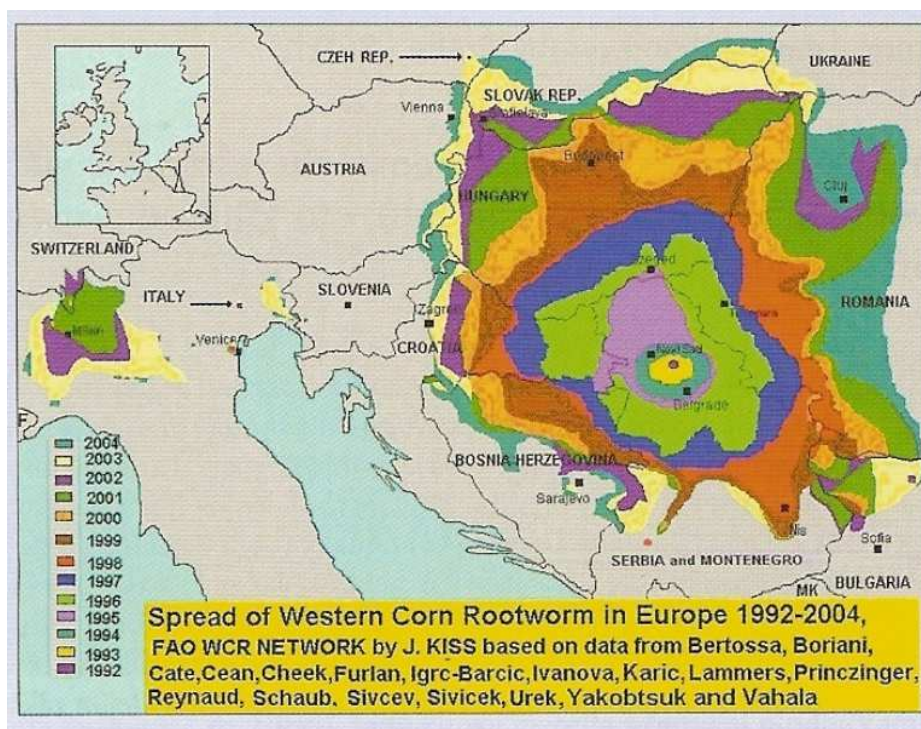 CZEH REP.
UKRAINE
SLOVAK REP.
Vienna
Bratislava
AUSTRIA
Budapest
HUNGARY
Cluj
SWITZERLAND
ITALY
SLOVENIA
Szeged
ROMANIA
Milan
Venice
Zagreb
CROATIA
Novi Sad
Belgrade
F
BOSNIA-HERZEGOVINA
Sarajevo
Nis
Sofia
SERBIA and MONTENEGRO
MK
BULGARIA
2004
2003
2002
2001
2000
1999
1998
1997
1996
1995
1994
1993
1992
Spread of Western Corn Rootworm in Europe 1992-2004,
FAO WCR NETWORK by J. KISS based on data from Bertossa, Boriani,
Cate,Cean,Cheek,Furlan, Igrc-Barcic,Ivanova, Karic, Lammers, Princzinger,
Reynaud, Schaub. Sivcev, Sivicek,Urek, Yakobtsuk and Vahala